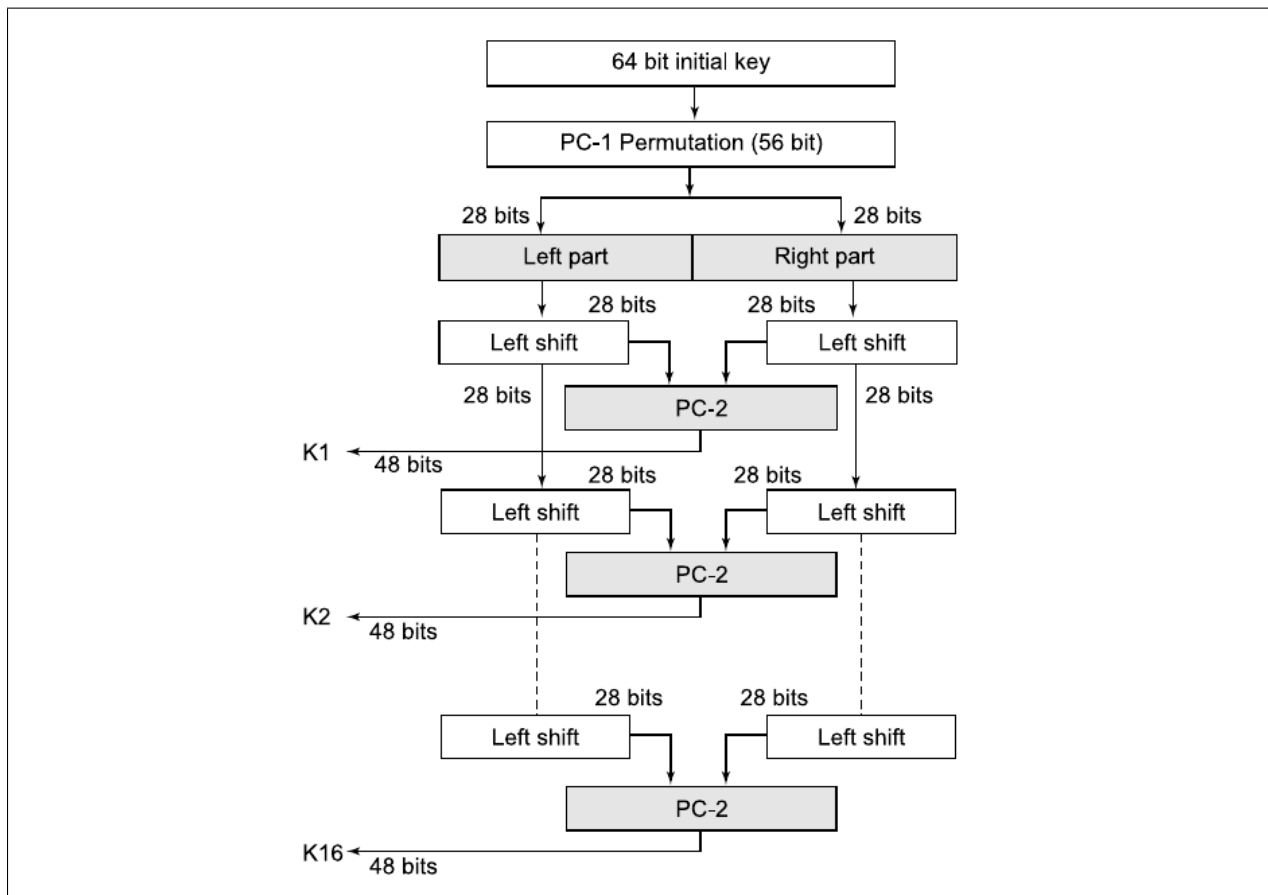 64 bit initial key
PC-1 Permutation (56 bit)
28 bits
28 bits
Left part
Right part
28 bits
28 bits
Left shift
Left shift
28 bits
28 bits
PC-2
K1
48 bits
28 bits
28 bits
Left shift
Left shift
PC-2
K2
48 bits
28 bits
28 bits
Left shift
Left shift
PC-2
K16
48 bits